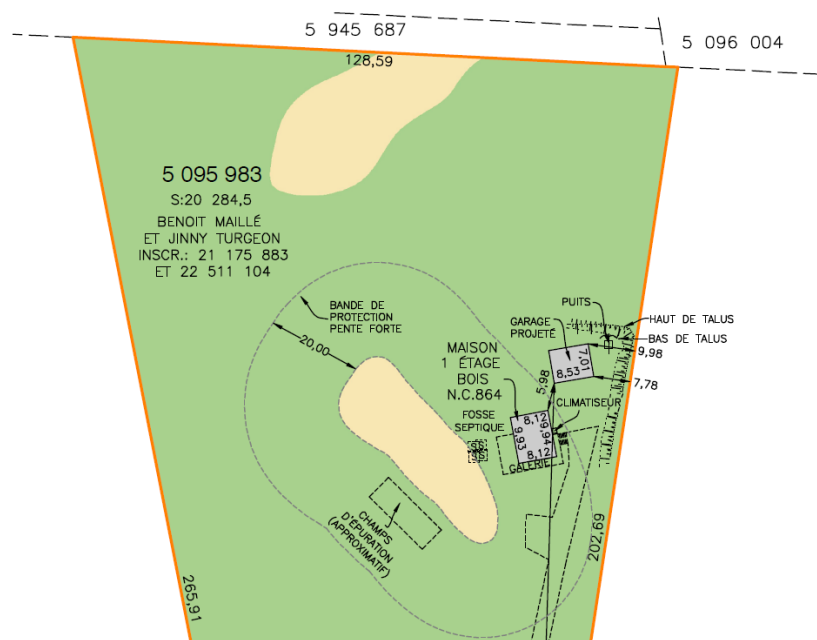 5 945 687
5 096 004
128,59
5 095 983
S:20 284,5
BENOIT MAILLÉ
ET JINNY TURGEON
INSCR.: 21 175 883
ET 22 511 104
BANDE DE
PROTECTION
PENTE FORTE
20,00
PUITS
HAUT DE TALUS
GARAGE
PROJETÉ
BAS DE TALUS
9,98
7,01
8,53
7,78
5,98
MAISON
1 ÉTAGE
BOIS
N.C.864
CLIMATISEUR
FOSSE
SEPTIQUE
8,12
9,93
9,94
8,12
GALERIE
CHAMPS
D'ÉPURATION
(APPROXIMATIF)
202,69
265,91